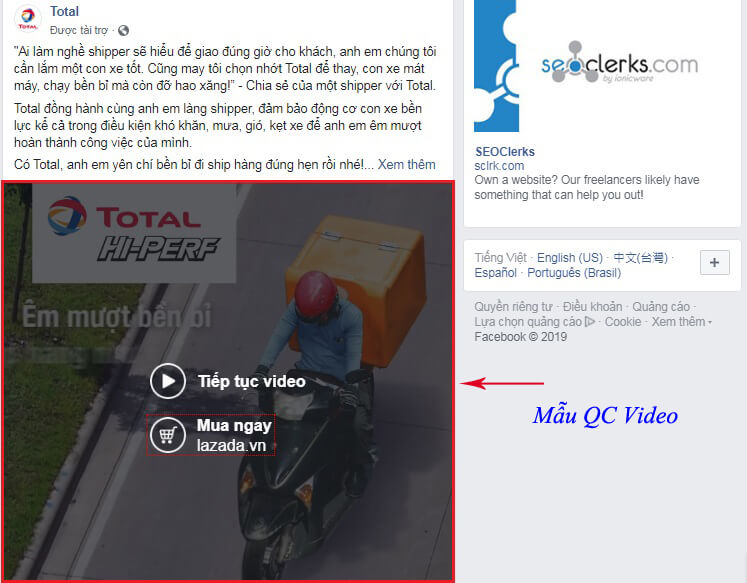 Total
Được tài trợ ·
"Ai làm nghề shipper sẽ hiểu để giao đúng giờ cho khách, anh em chúng tôi
cần lắm một con xe tốt. Cũng may tôi chọn nhớt Total để thay, con xe mát
máy, chạy bền bỉ mà còn đỡ hao xăng!” - Chia sẻ của một shipper với Total.
Total đồng hành cùng anh em làng shipper, đảm bảo động cơ con xe bền
lực kể cả trong điều kiện khó khăn, mưa, gió, kẹt xe để anh em êm mượt
hoàn thành công việc của mình.
Có Total, anh em yên chí bền bỉ đi ship hàng đúng hẹn rồi nhé!... Xem thêm
TOTAL
HI-PERF
Êm mượt bền bỉ
Tiếp tục video
Mua ngay
lazada.vn
seoclerks.com
by ionicware
SEOClerks
sclrk.com
Own a website? Our freelancers likely have
something that can help you out!
Tiếng Việt · English (US) · 中文(台灣) ·
Español · Português (Brasil)
+
Quyền riêng tư · Điều khoản · Quảng cáo ·
Lựa chọn quảng cáo · Cookie · Xem thêm
Facebook © 2019
Mẫu QC Video